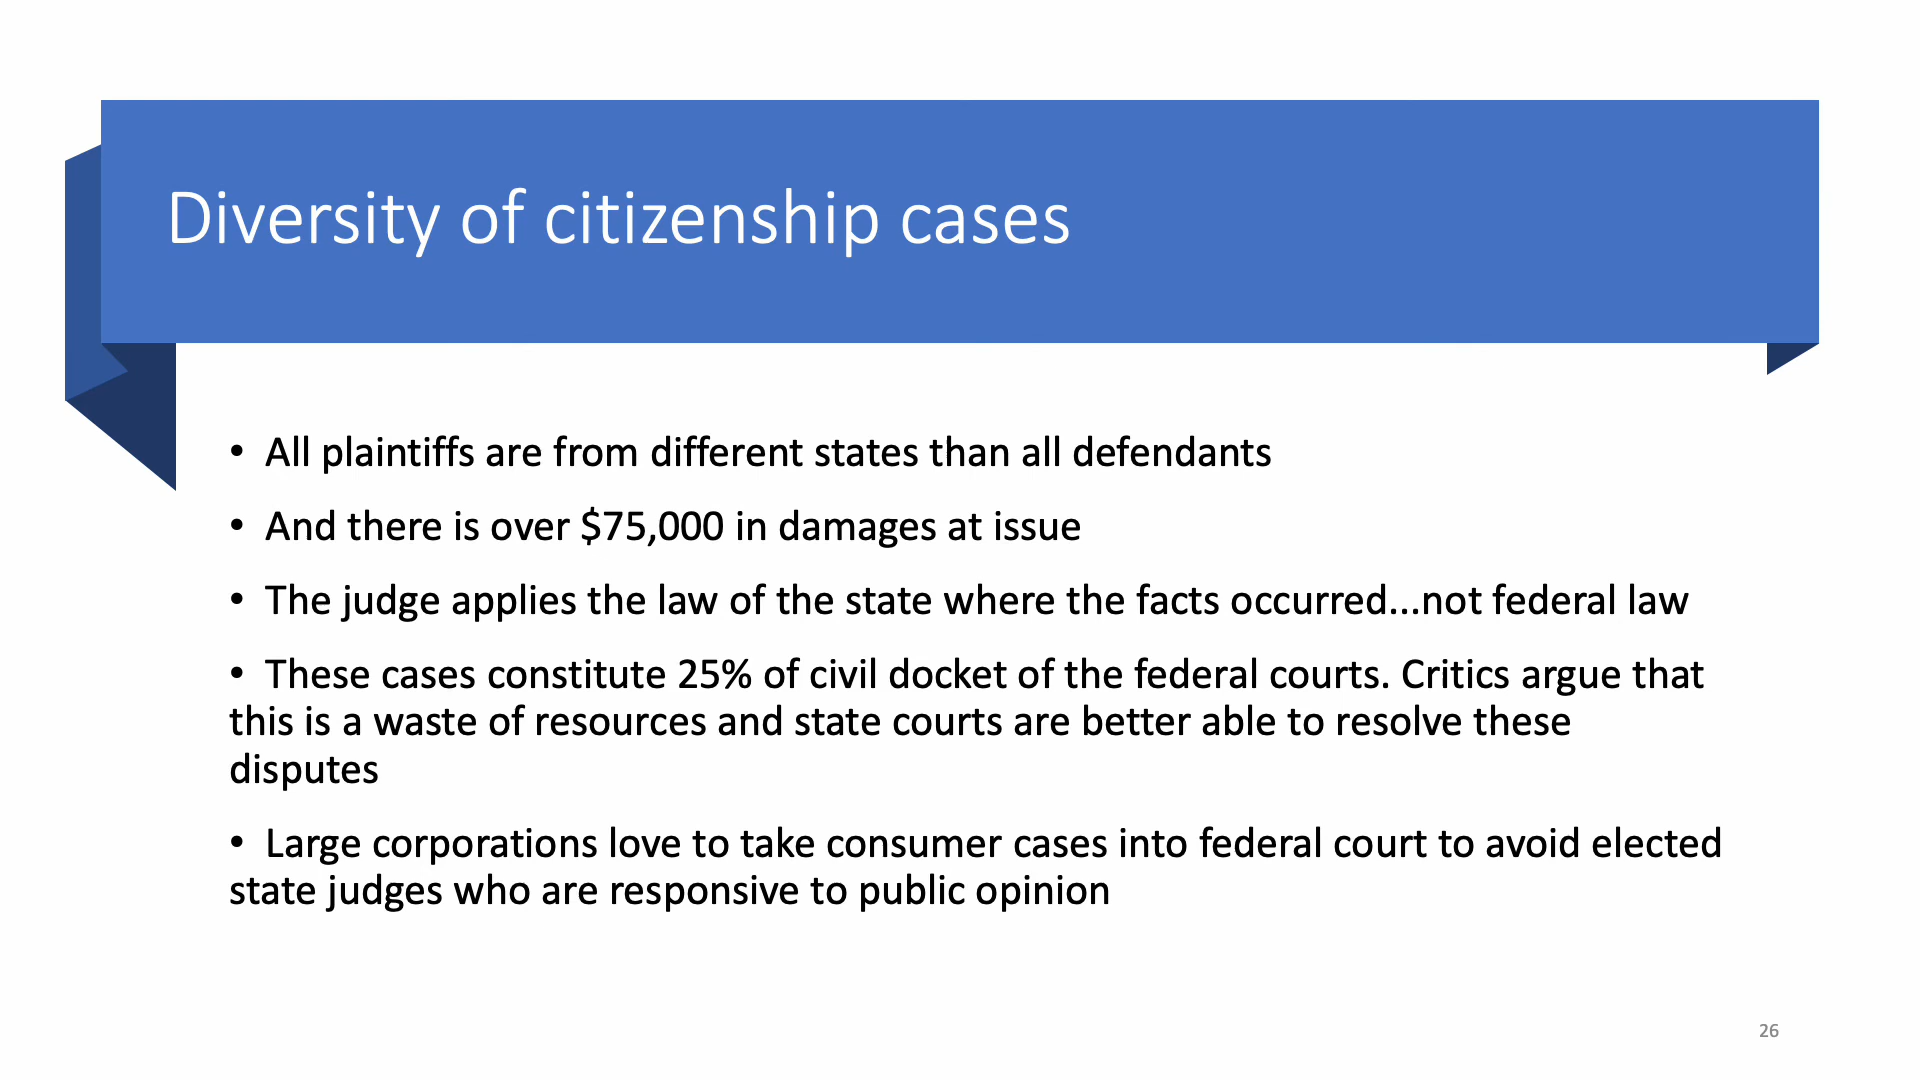 Diversity of citizenship cases
• All plaintiffs are from different states than all defendants
• And there is over $75,000 in damages at issue
• The judge applies the law of the state where the facts occurred...not federal law
• These cases constitute 25% of civil docket of the federal courts. Critics argue that
this is a waste of resources and state courts are better able to resolve these
disputes
• Large corporations love to take consumer cases into federal court to avoid elected
state judges who are responsive to public opinion
26